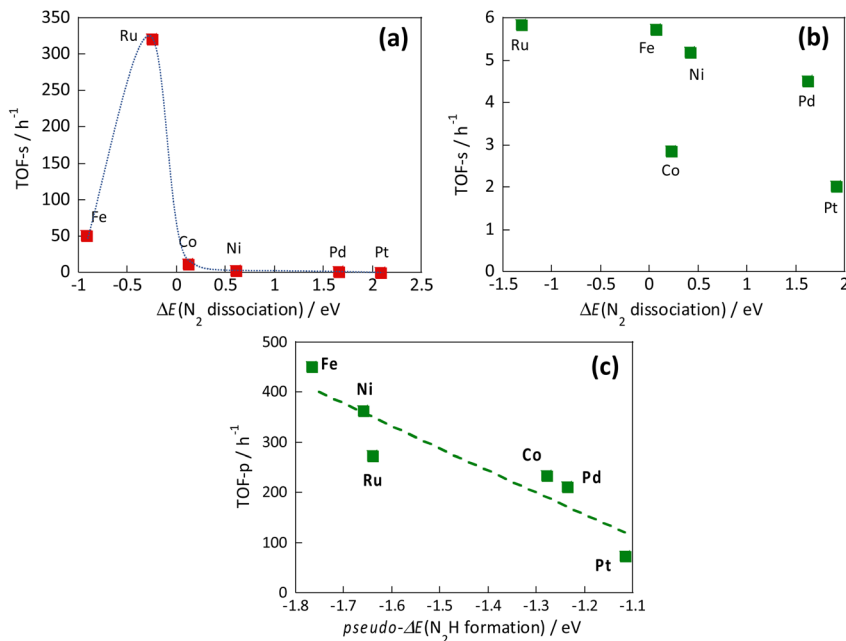 (a)
TOF-s / h⁻¹
350
300
250
200
150
100
50
0
Ru
Fe
Co
Ni
Pd
Pt
-1
-0.5
0
0.5
1
1.5
2
2.5
ΔE(N₂ dissociation) / eV
(b)
TOF-s / h⁻¹
6
5
4
3
2
1
0
Ru
Fe
Ni
Co
Pd
Pt
-1.5
-1
-0.5
0
0.5
1
1.5
2
ΔE(N₂ dissociation) / eV
(c)
TOF-p / h⁻¹
500
400
300
200
100
0
Fe
Ni
Ru
Co
Pd
Pt
-1.8
-1.7
-1.6
-1.5
-1.4
-1.3
-1.2
-1.1
pseudo-ΔE(N₂H formation) / eV